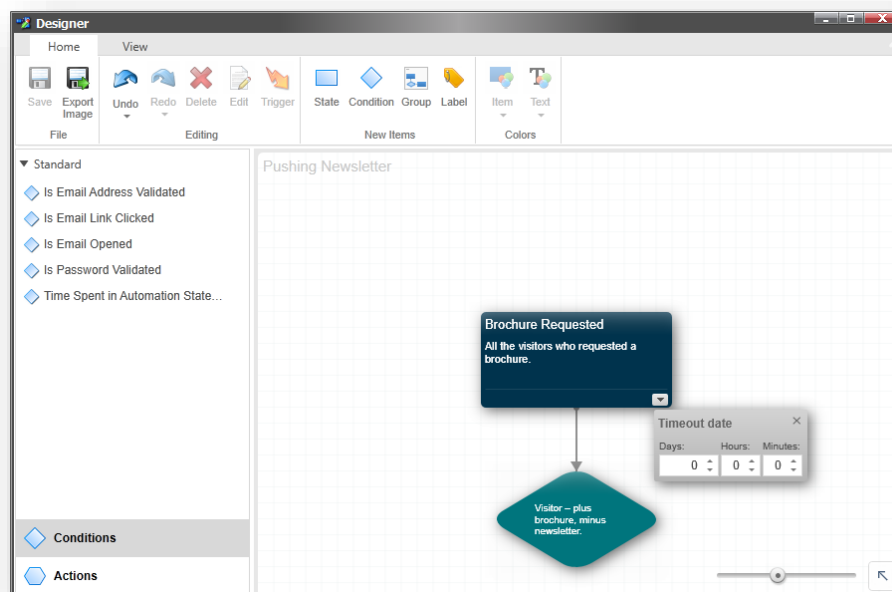 Designer
Home View
Save Export Image Undo Redo Delete Edit Trigger State Condition Group Label Item Text
File Editing New Items Colors
Standard
Is Email Address Validated
Is Email Link Clicked
Is Email Opened
Is Password Validated
Time Spent in Automation State...
Conditions
Actions
Pushing Newsletter
Brochure Requested
All the visitors who requested a
brochure.
Timeout date
Days: Hours: Minutes:
0 0 0
Visitor – plus
brochure, minus
newsletter.